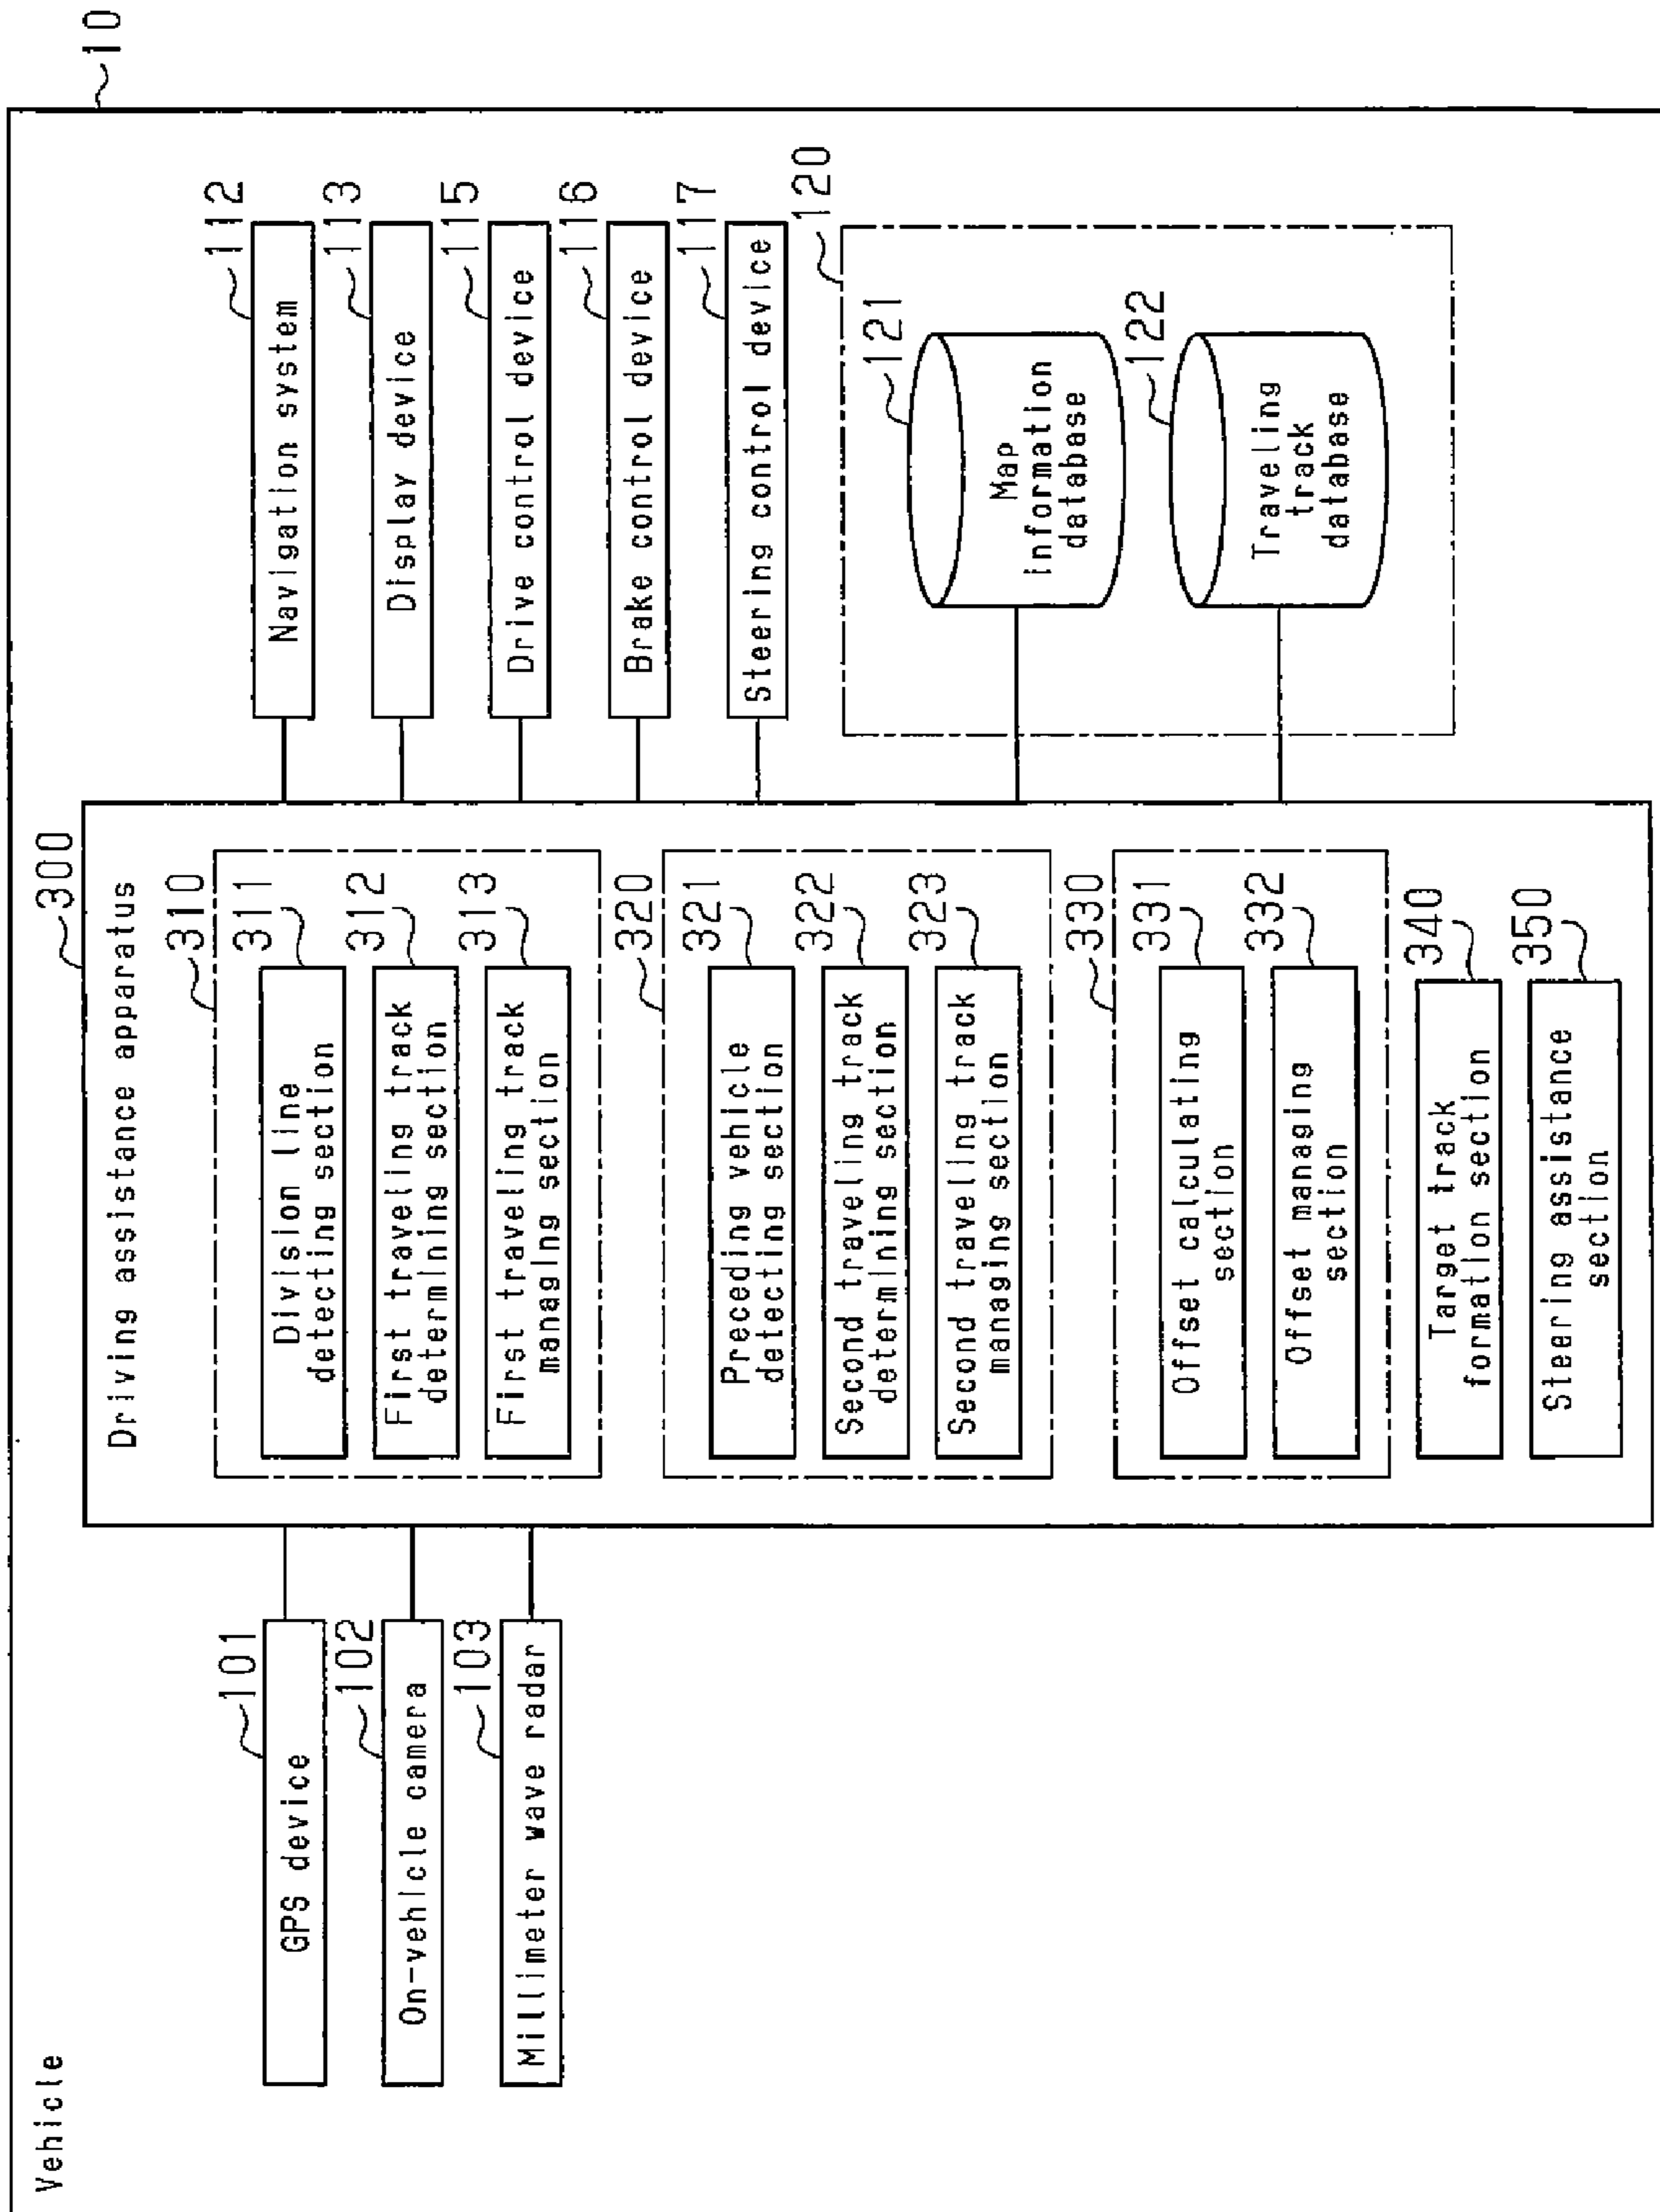 Vehicle
10
GPS device
101
On-vehicle camera
102
Millimeter wave radar
103
300
Driving assistance apparatus
310
Division line
detecting section
311
First traveling track
determining section
312
First traveling track
managing section
313
320
Preceding vehicle
detecting section
321
Second traveling track
determining section
322
Second traveling track
managing section
323
330
Offset calculating
section
331
Offset managing
section
332
Target track
formation section
340
Steering assistance
section
350
Navigation system
112
Display device
113
Drive control device
115
Brake control device
116
Steering control device
117
120
Map
information
database
121
Traveling
track
database
122